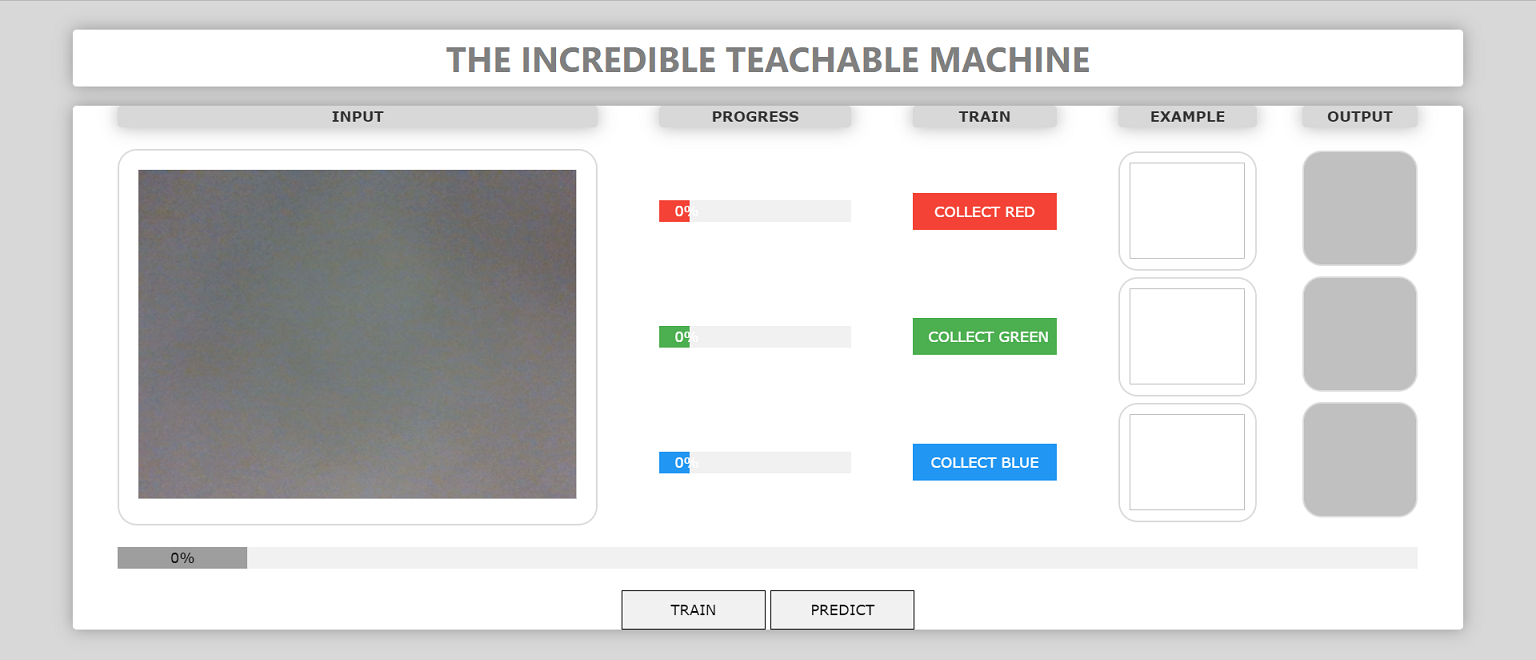 THE INCREDIBLE TEACHABLE MACHINE
INPUT PROGRESS TRAIN EXAMPLE OUTPUT
0% COLLECT RED
0% COLLECT GREEN
0% COLLECT BLUE
0%
TRAIN PREDICT